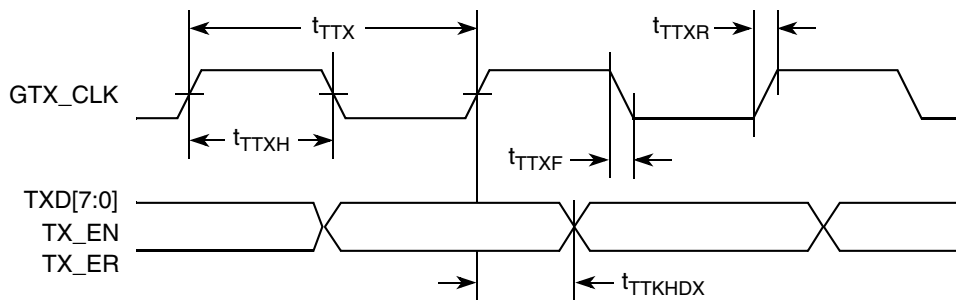 tTTX
tTTXR
GTX_CLK
tTTXH
tTTXF
TXD[7:0]
TX_EN
TX_ER
tTTKHDX